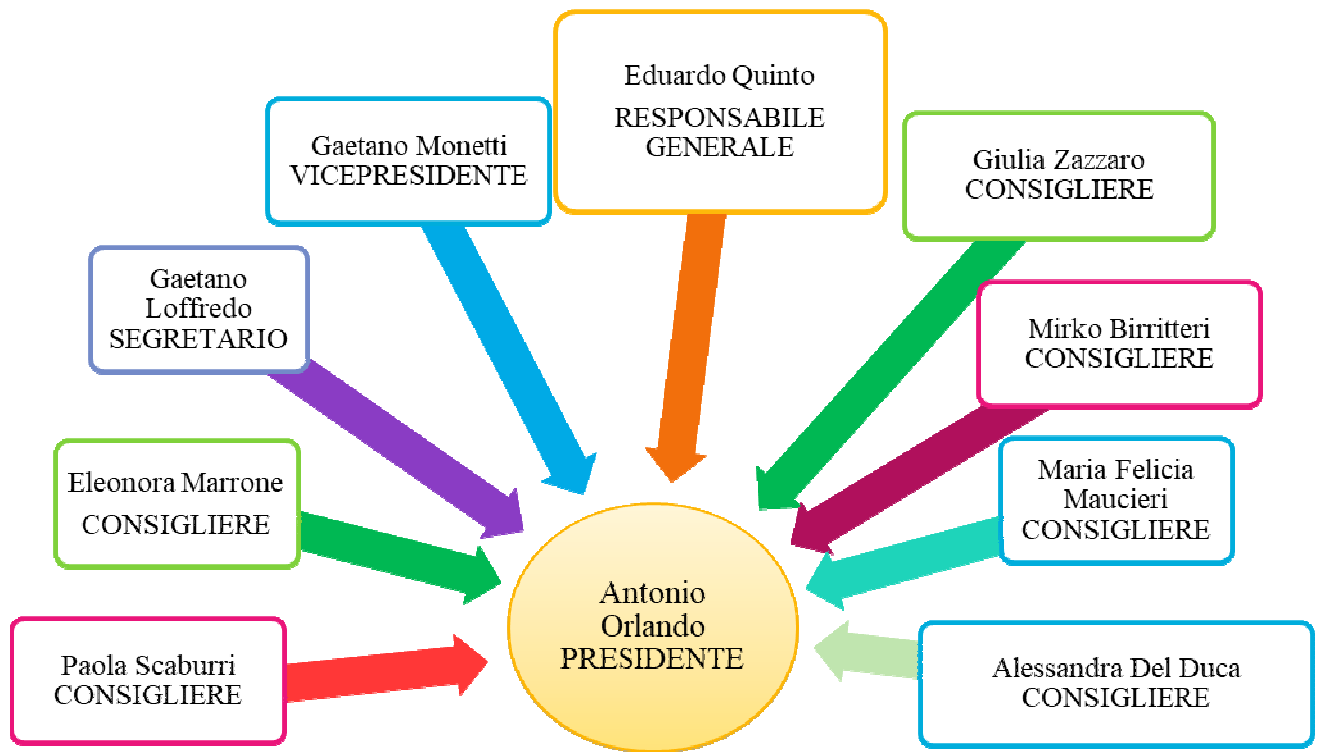 Eduardo Quinto
RESPONSABILE
GENERALE
Gaetano Monetti
VICEPRESIDENTE
Giulia Zazzaro
CONSIGLIERE
Gaetano
Loffredo
SEGRETARIO
Mirko Birritteri
CONSIGLIERE
Eleonora Marrone
CONSIGLIERE
Maria Felicia
Maucieri
CONSIGLIERE
Antonio
Orlando
PRESIDENTE
Paola Scaburri
CONSIGLIERE
Alessandra Del Duca
CONSIGLIERE